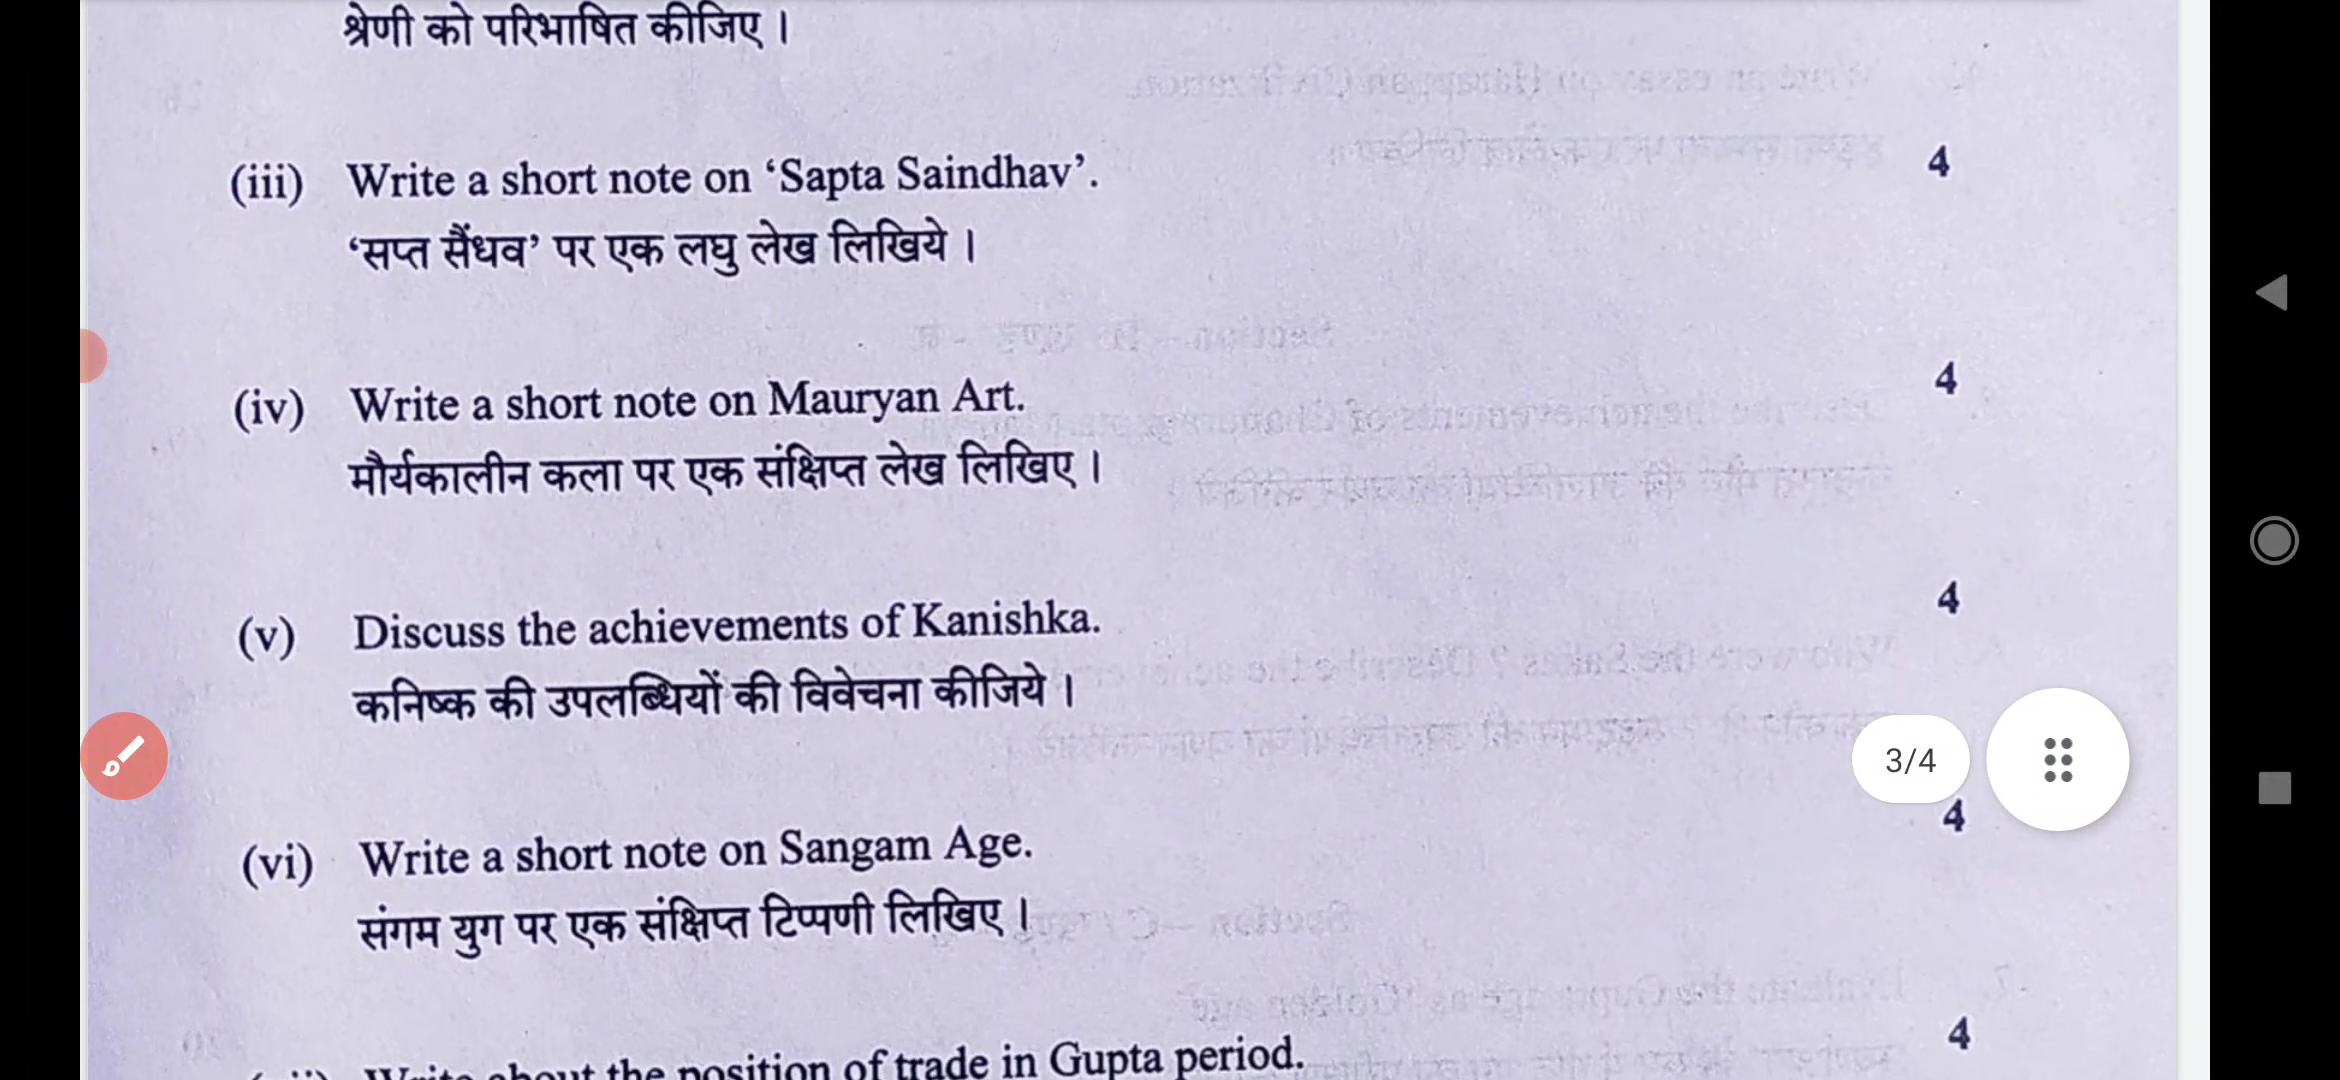 श्रेणी को परिभाषित कीजिए ।
(iii) Write a short note on ‘Sapta Saindhav’. 4
‘सप्त सैंधव’ पर एक लघु लेख लिखिये ।
(iv) Write a short note on Mauryan Art. 4
मौर्यकालीन कला पर एक संक्षिप्त लेख लिखिए ।
(v) Discuss the achievements of Kanishka. 4
कनिष्क की उपलब्धियों की विवेचना कीजिये ।
3/4
(vi) Write a short note on Sangam Age. 4
संगम युग पर एक संक्षिप्त टिप्पणी लिखिए ।
Write about the position of trade in Gupta period. 4